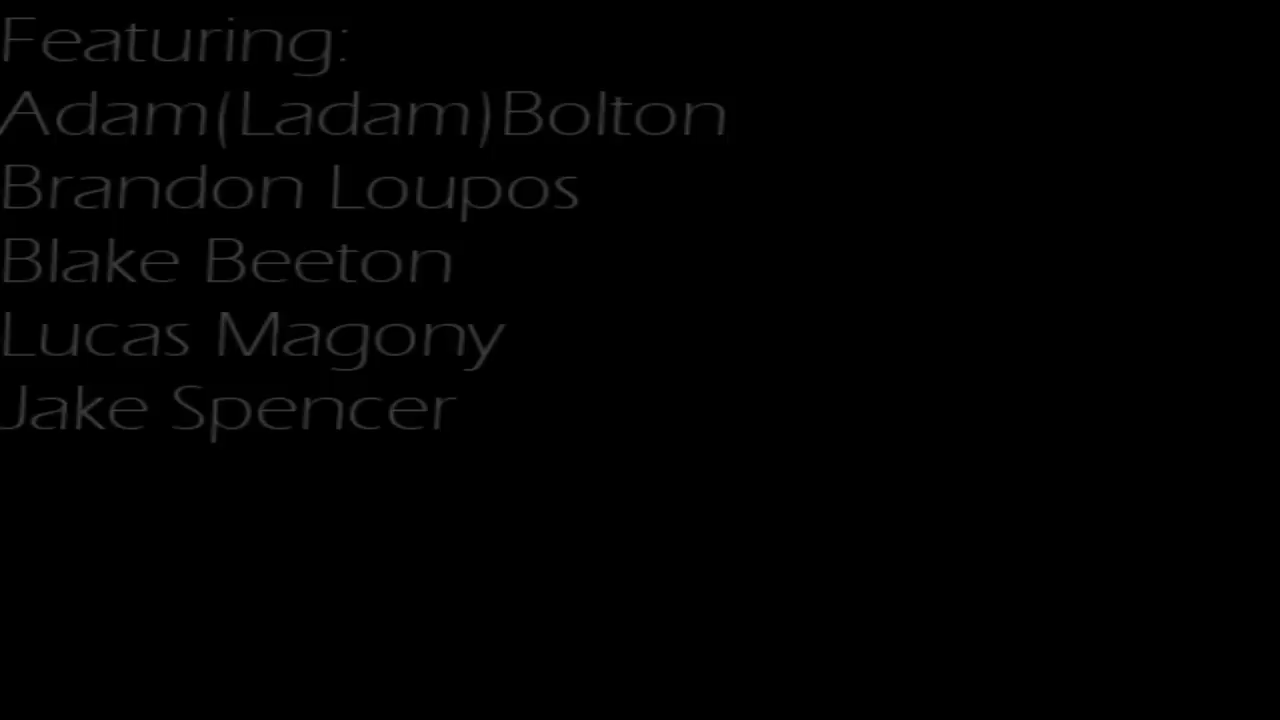 Featuring:
Adam(Ladam)Bolton
Brandon Loupos
Blake Beeton
Lucas Magony
Jake Spencer